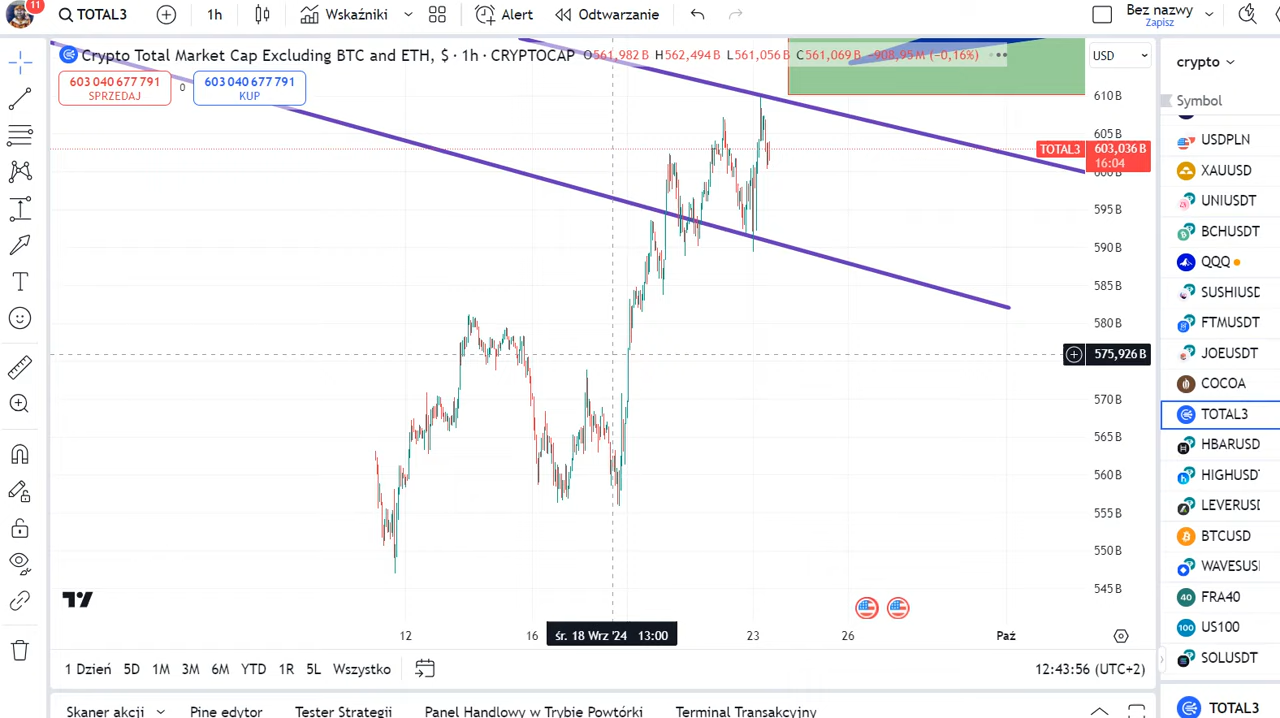 11
TOTAL3
1h
Wskaźniki
Alert
Odtwarzanie
Bez nazwy
Zapisz
Crypto Total Market Cap Excluding BTC and ETH, $ · 1h · CRYPTOCAP O561,982 B H562,494 B L561,056 B C561,069 B −908,95 M (−0,16%)
USD
crypto
603 040 677 791
SPRZEDAJ
0
603 040 677 791
KUP
Symbol
610 B
605 B
TOTAL3 603,036 B
16:04
600 B
595 B
590 B
585 B
580 B
575,926 B
570 B
565 B
560 B
555 B
550 B
545 B
USDPLN
XAUUSD
UNIUSDT
BCHUSDT
QQQ
SUSHIUSD
FTMUSDT
JOEUSDT
COCOA
TOTAL3
HBARUSD
HIGHUSDT
LEVERUSD
BTCUSD
WAVESUS
40 FRA40
100 US100
SOLUSDT
12
16
śr. 18 Wrz '24 13:00
23
26
Paź
1 Dzień 5D 1M 3M 6M YTD 1R 5L Wszystko
12:43:56 (UTC+2)
Skaner akcji Pine edytor Tester Strategii Panel Handlowy w Trybie Powtórki Terminal Transakcyjny
TOTAL3